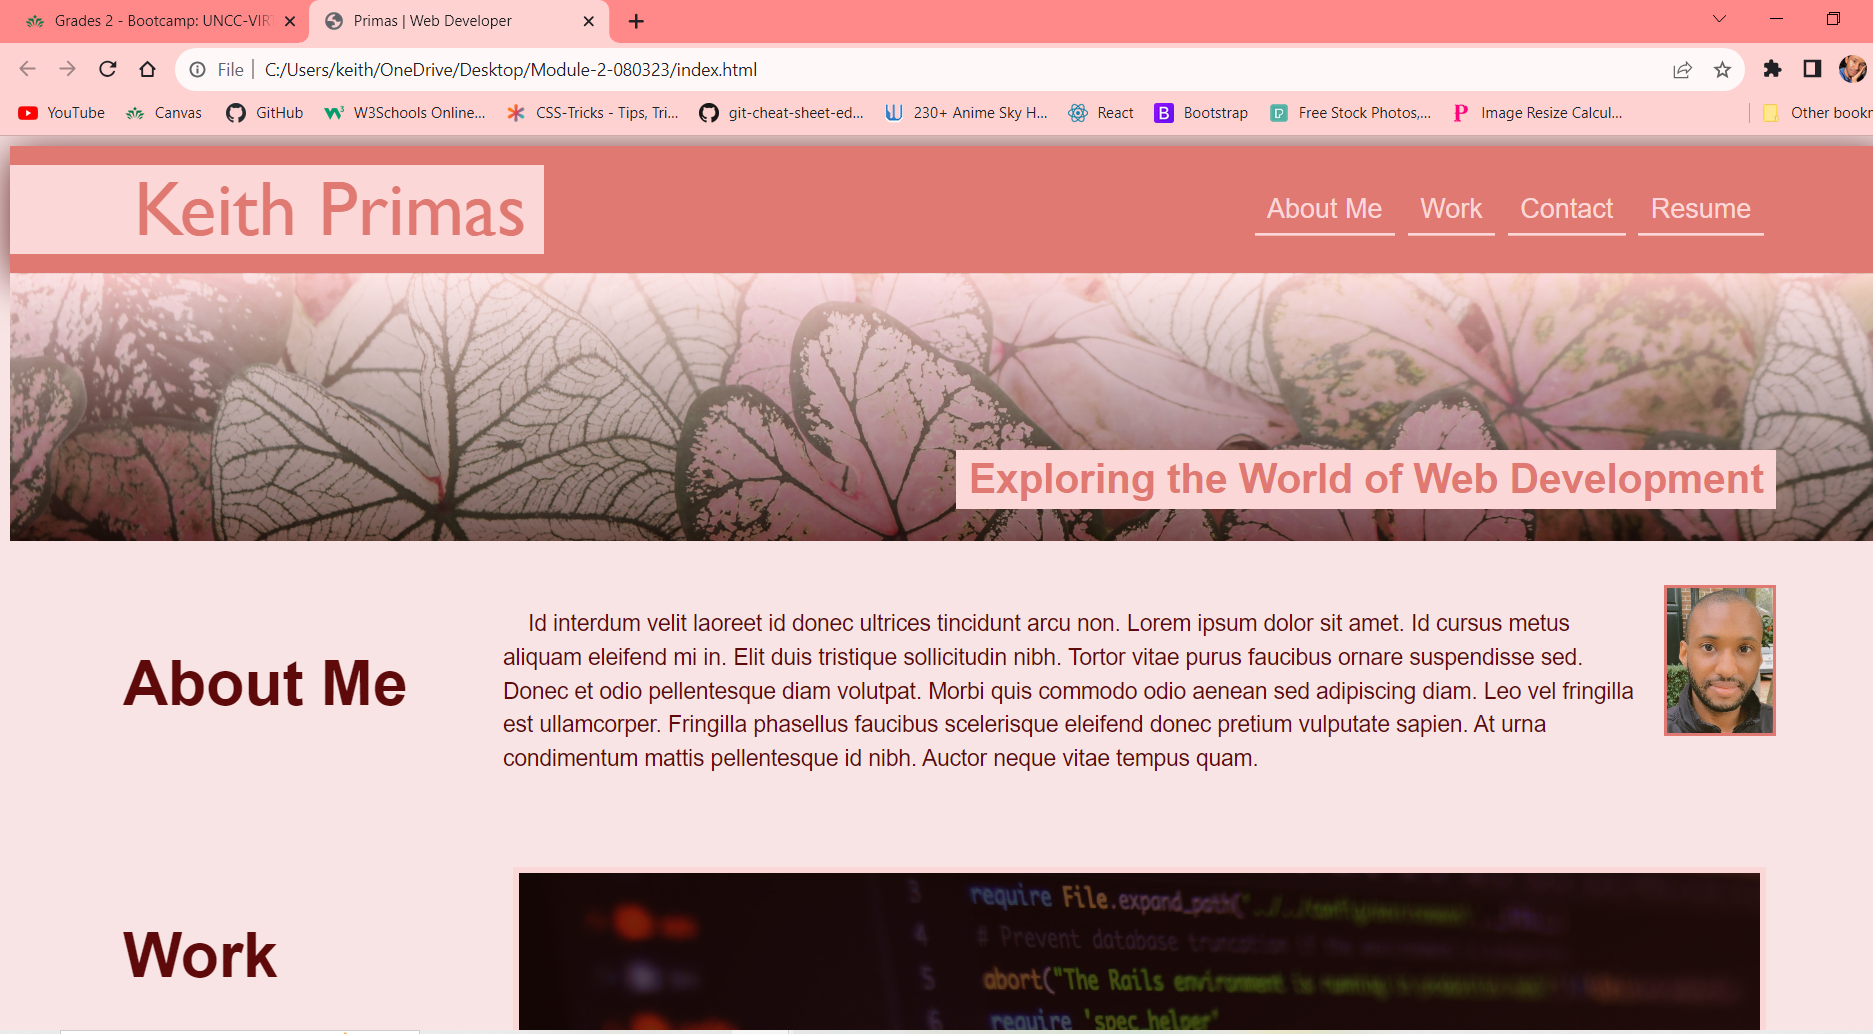 Grades 2 - Bootcamp: UNCC-VIR
Primas | Web Developer
File | C:/Users/keith/OneDrive/Desktop/Module-2-080323/index.html
YouTube Canvas GitHub W3Schools Online... CSS-Tricks - Tips, Tri... git-cheat-sheet-ed... 230+ Anime Sky H... React Bootstrap Free Stock Photos,... Image Resize Calcul... Other bookr
Keith Primas
About Me Work Contact Resume
Exploring the World of Web Development
About Me
Id interdum velit laoreet id donec ultrices tincidunt arcu non. Lorem ipsum dolor sit amet. Id cursus metus
aliquam eleifend mi in. Elit duis tristique sollicitudin nibh. Tortor vitae purus faucibus ornare suspendisse sed.
Donec et odio pellentesque diam volutpat. Morbi quis commodo odio aenean sed adipiscing diam. Leo vel fringilla
est ullamcorper. Fringilla phasellus faucibus scelerisque eleifend donec pretium vulputate sapien. At urna
condimentum mattis pellentesque id nibh. Auctor neque vitae tempus quam.
Work
3 require File.expand_path("
4 # Prevent database truncation if the environment
5 abort("The Rails environment is running
6 require 'spec_helper'